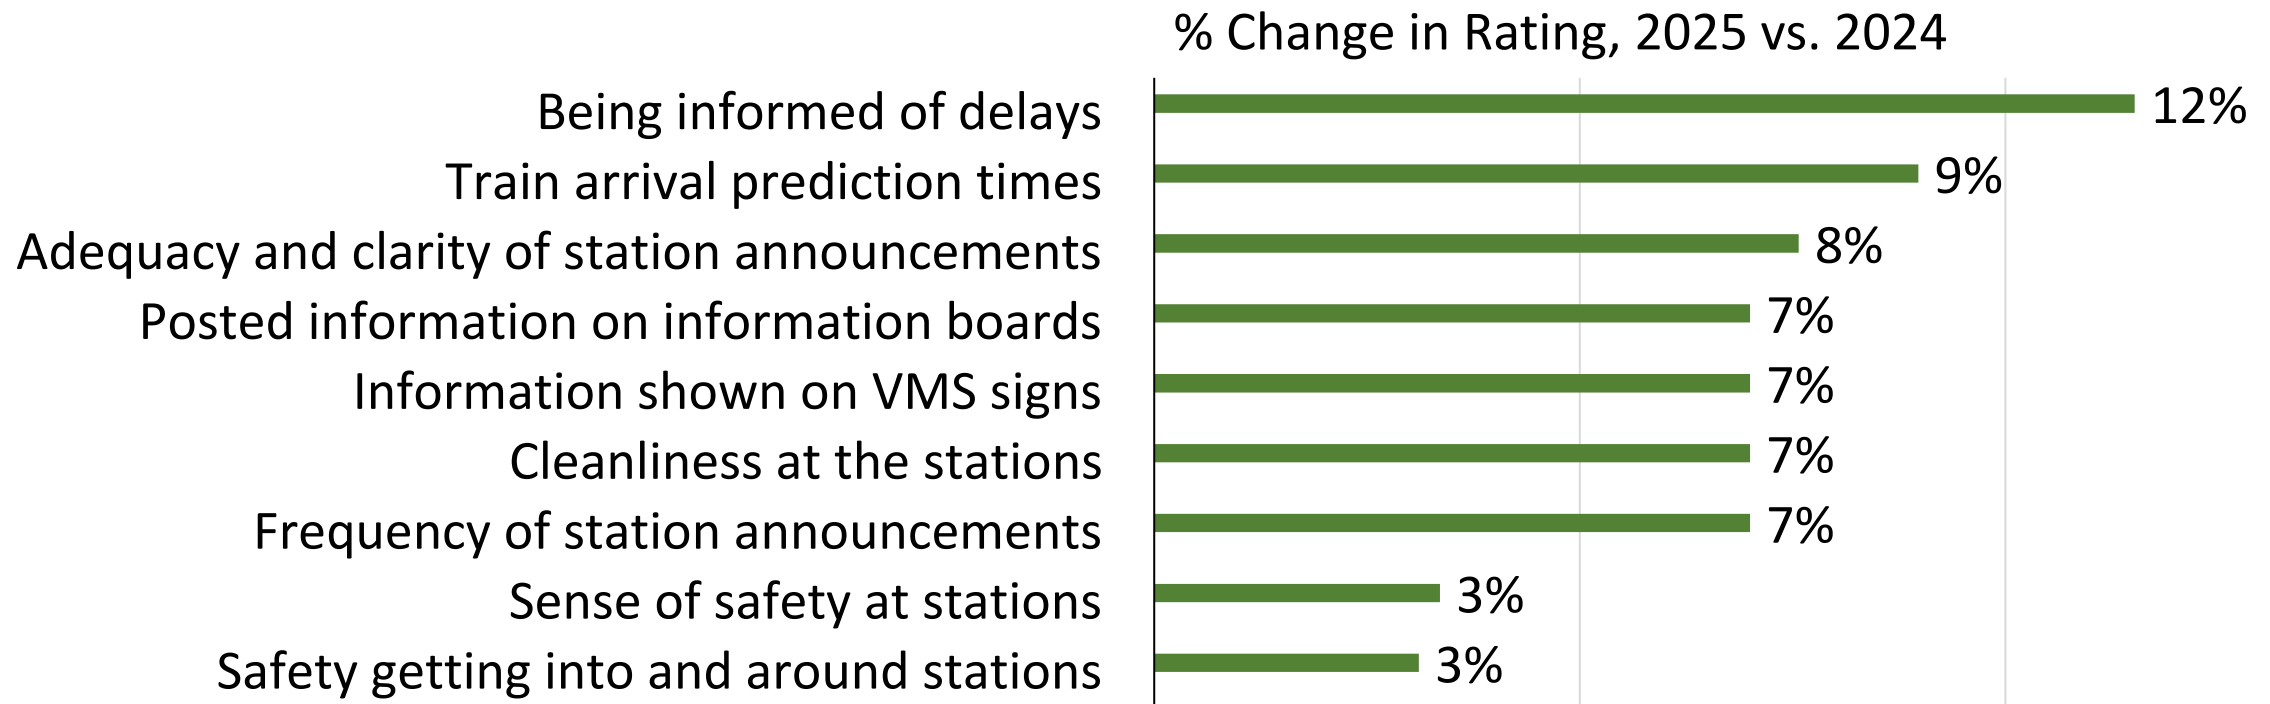 % Change in Rating, 2025 vs. 2024
Being informed of delays 12%
Train arrival prediction times 9%
Adequacy and clarity of station announcements 8%
Posted information on information boards 7%
Information shown on VMS signs 7%
Cleanliness at the stations 7%
Frequency of station announcements 7%
Sense of safety at stations 3%
Safety getting into and around stations 3%